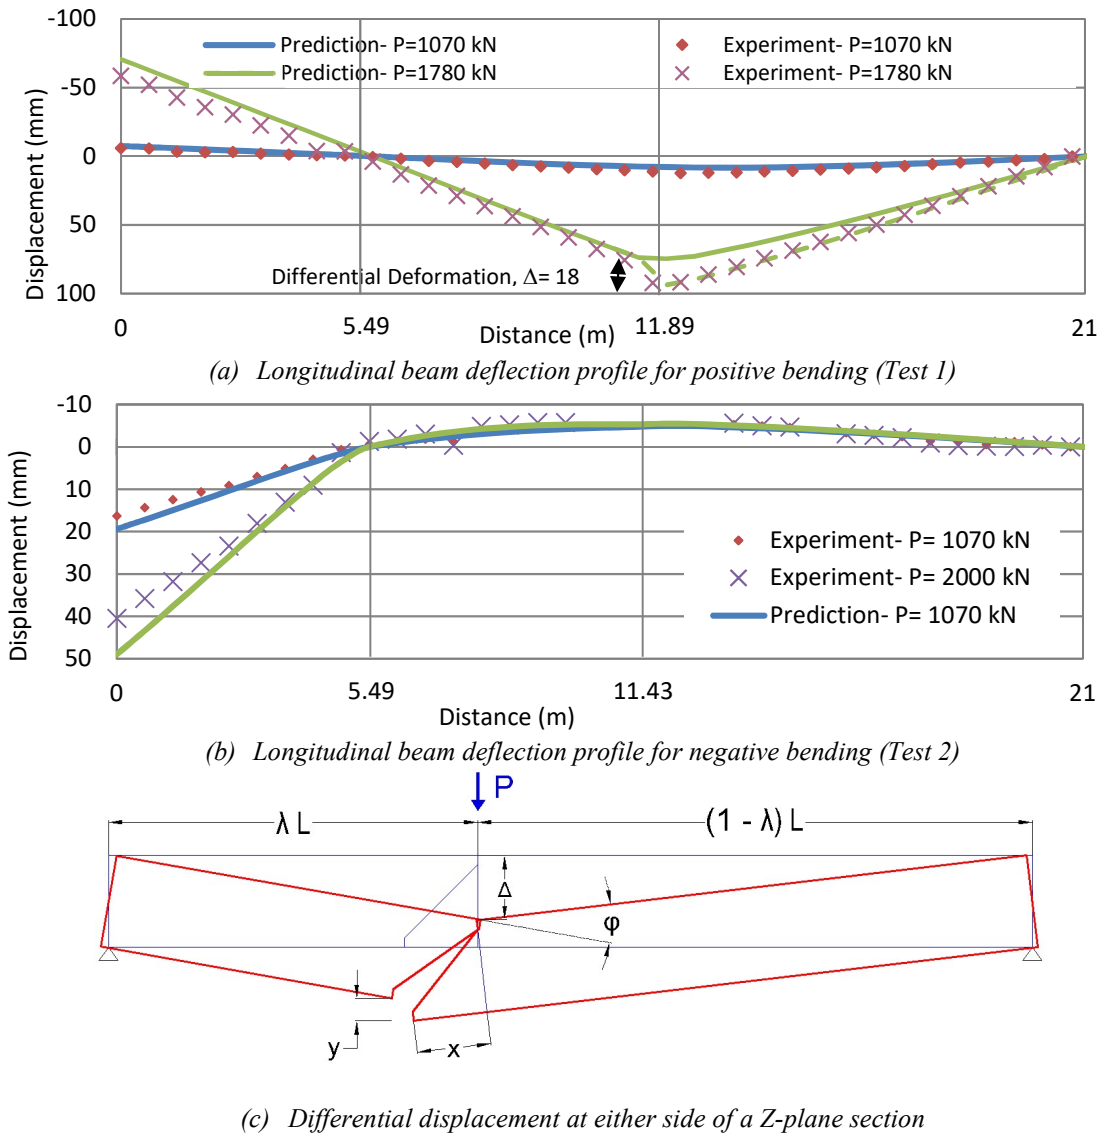 -100
-50
0
50
100
Displacement (mm)
Prediction- P=1070 kN
Experiment- P=1070 kN
Prediction- P=1780 kN
Experiment- P=1780 kN
Differential Deformation, Δ= 18
0
5.49
11.89
21
Distance (m)
(a) Longitudinal beam deflection profile for positive bending (Test 1)
-10
0
10
20
30
40
50
Displacement (mm)
Experiment- P= 1070 kN
Experiment- P= 2000 kN
Prediction- P= 1070 kN
0
5.49
11.43
21
Distance (m)
(b) Longitudinal beam deflection profile for negative bending (Test 2)
P
λ L
(1 - λ) L
Δ
φ
y
x
(c) Differential displacement at either side of a Z-plane section